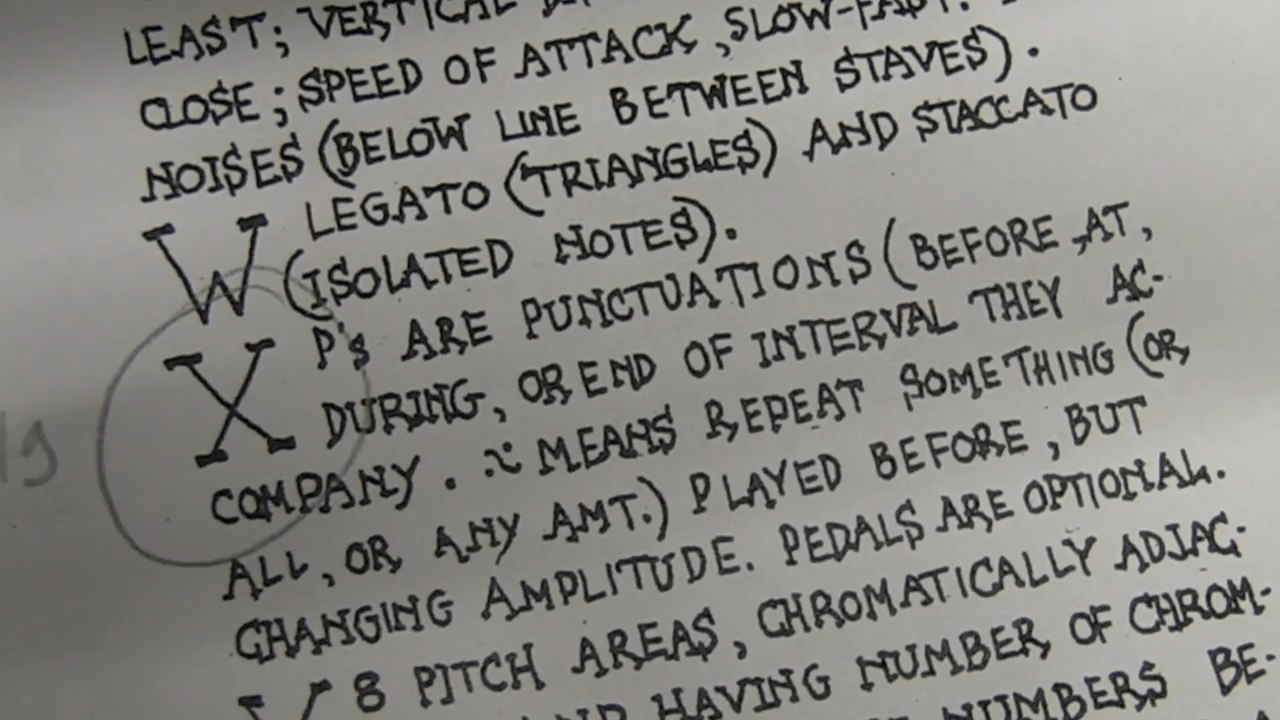 LEAST; VERTICAL
CLOSE; SPEED OF ATTACK, SLOW-FAST.
NOISES (BELOW LINE BETWEEN STAVES).
W LEGATO (TRIANGLES) AND STACCATO
(ISOLATED NOTES).
X P's ARE PUNCTUATIONS (BEFORE, AT,
DURING, OR END OF INTERVAL THEY AC-
COMPANY. ∻ MEANS REPEAT SOMETHING (OR
ALL, OR ANY AMT.) PLAYED BEFORE, BUT
CHANGING AMPLITUDE. PEDALS ARE OPTIONAL.
Y 8 PITCH AREAS, CHROMATICALLY ADJAC-
HAVING NUMBER OF CHROM-
NUMBERS BE-